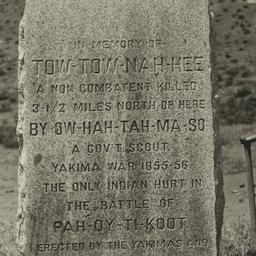 IN MEMORY OF
TOW-TOW-NAH-HEE
A NON COMBATENT KILLED
3-1/2 MILES NORTH OF HERE
BY OW-HAH-TAH-MA-SO
A GOV'T SCOUT.
YAKIMA WAR 1855-56
THE ONLY INDIAN HURT IN
THE "BATTLE" OF
PAH-OY-TI-KOOT
ERECTED BY THE YAKIMAS AND